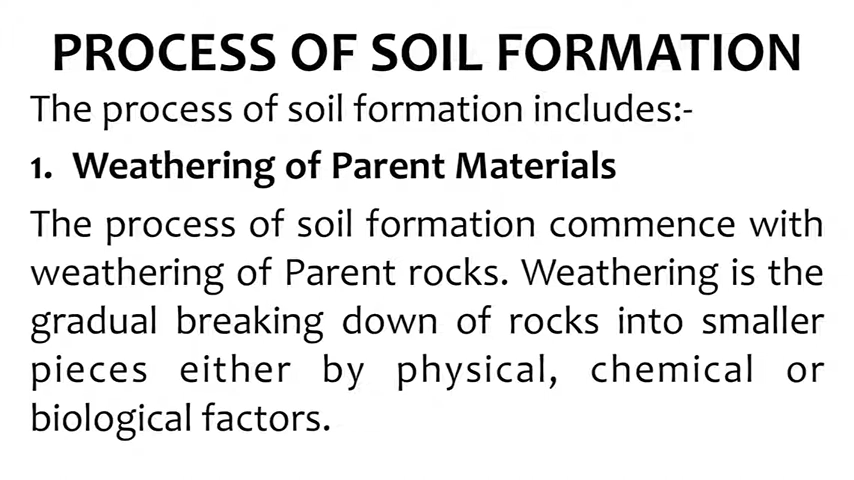 PROCESS OF SOIL FORMATION
The process of soil formation includes:-
1. Weathering of Parent Materials
The process of soil formation commence with
weathering of Parent rocks. Weathering is the
gradual breaking down of rocks into smaller
pieces either by physical, chemical or
biological factors.